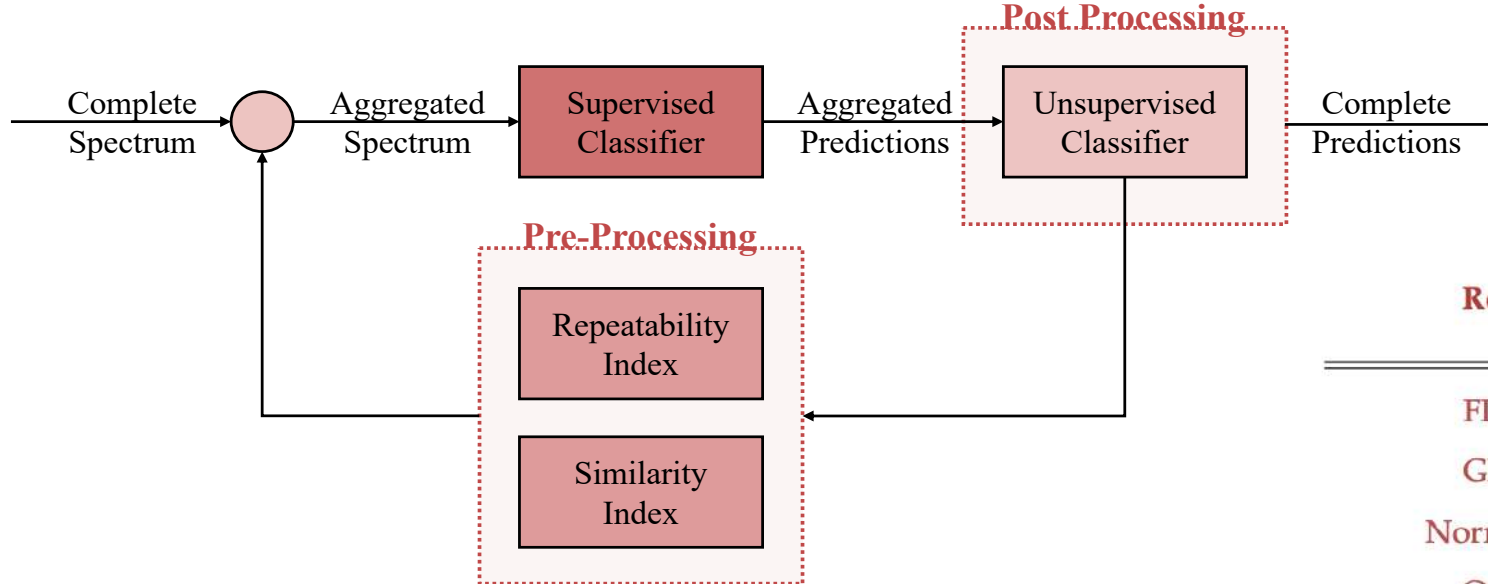 Post Processing
Complete
Spectrum
Aggregated
Spectrum
Supervised
Classifier
Aggregated
Predictions
Unsupervised
Classifier
Complete
Predictions
Pre-Processing
Repeatability
Index
Similarity
Index